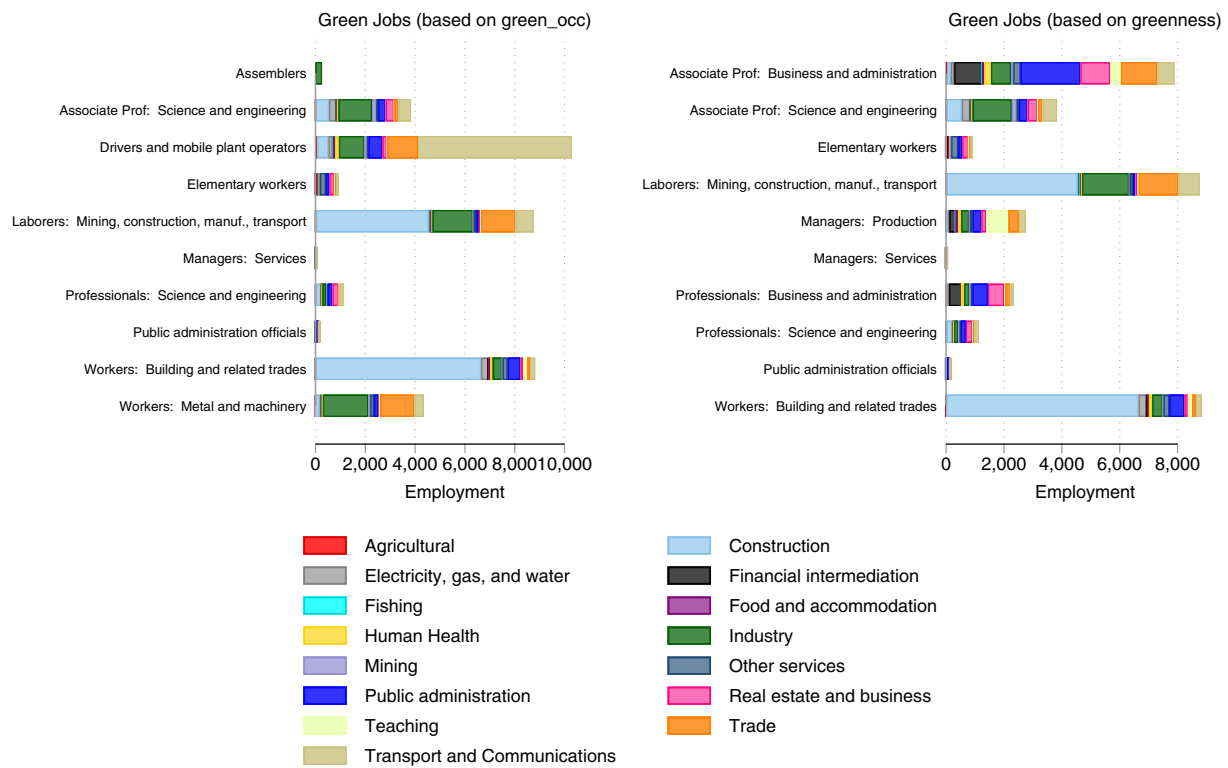 Green Jobs (based on green_occ)
Assemblers
Associate Prof: Science and engineering
Drivers and mobile plant operators
Elementary workers
Laborers: Mining, construction, manuf., transport
Managers: Services
Professionals: Science and engineering
Public administration officials
Workers: Building and related trades
Workers: Metal and machinery
0 2,000 4,000 6,000 8,000 10,000
Employment
Green Jobs (based on greenness)
Associate Prof: Business and administration
Associate Prof: Science and engineering
Elementary workers
Laborers: Mining, construction, manuf., transport
Managers: Production
Managers: Services
Professionals: Business and administration
Professionals: Science and engineering
Public administration officials
Workers: Building and related trades
0 2,000 4,000 6,000 8,000
Employment
Agricultural
Construction
Electricity, gas, and water
Financial intermediation
Fishing
Food and accommodation
Human Health
Industry
Mining
Other services
Public administration
Real estate and business
Teaching
Trade
Transport and Communications